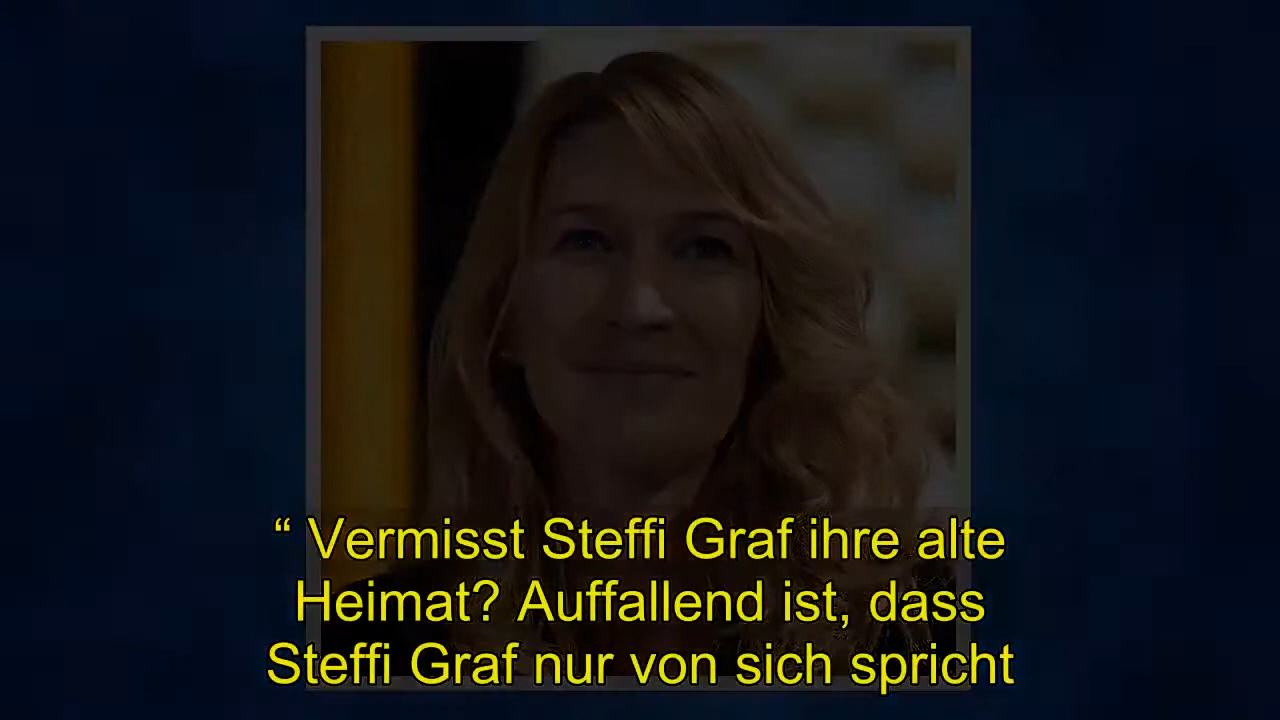 “ Vermisst Steffi Graf ihre alte
Heimat? Auffallend ist, dass
Steffi Graf nur von sich spricht